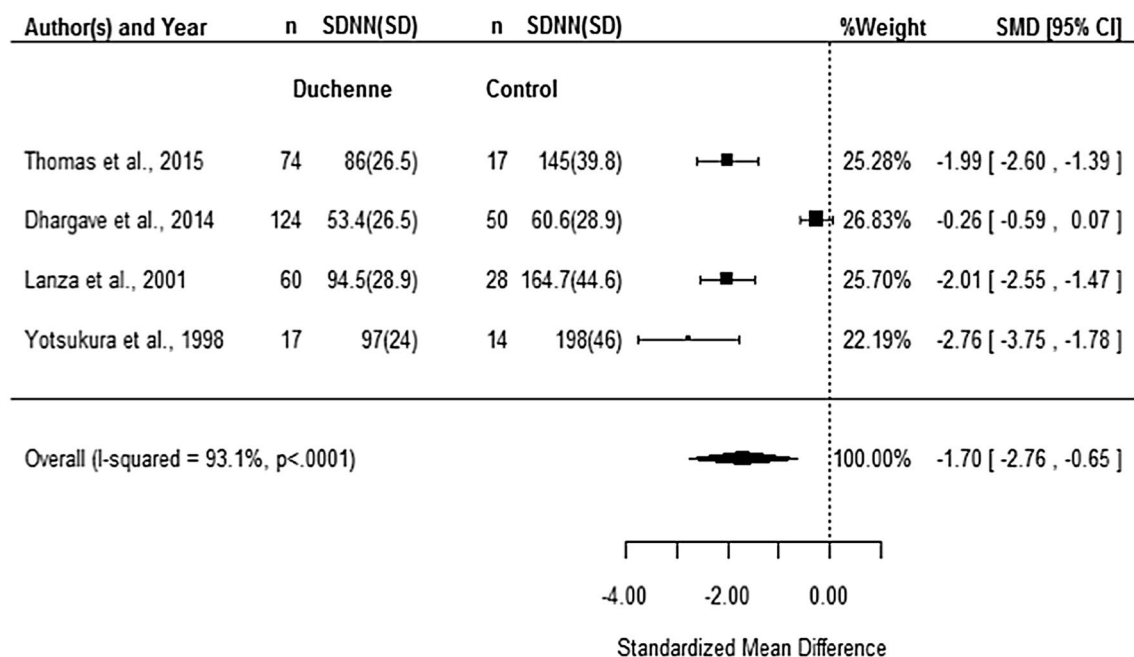 Author(s) and Year n SDNN(SD) n SDNN(SD) %Weight SMD [95% CI]
Duchenne Control
Thomas et al., 2015 74 86(26.5) 17 145(39.8) 25.28% -1.99 [ -2.60 , -1.39 ]
Dhargave et al., 2014 124 53.4(26.5) 50 60.6(28.9) 26.83% -0.26 [ -0.59 , 0.07 ]
Lanza et al., 2001 60 94.5(28.9) 28 164.7(44.6) 25.70% -2.01 [ -2.55 , -1.47 ]
Yotsukura et al., 1998 17 97(24) 14 198(46) 22.19% -2.76 [ -3.75 , -1.78 ]
Overall (I-squared = 93.1%, p<.0001) 100.00% -1.70 [ -2.76 , -0.65 ]
-4.00 -2.00 0.00
Standardized Mean Difference